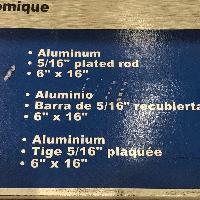 omique
• Aluminum
• 5/16" plated rod
• 6" x 16"
• Aluminio
• Barra de 5/16" recubierta
• 6" x 16"
• Aluminium
• Tige 5/16" plaquée
• 6" x 16"